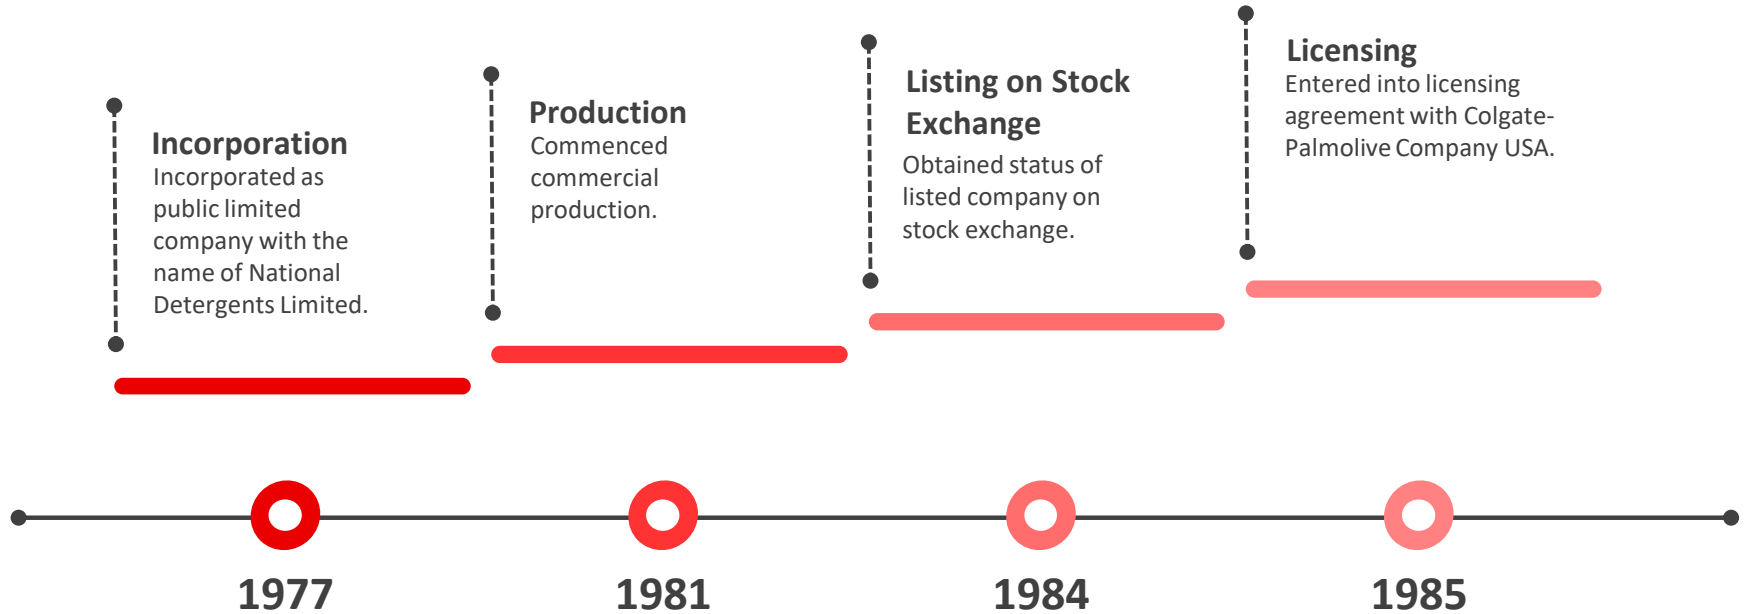 Incorporation
Incorporated as
public limited
company with the
name of National
Detergents Limited.
Production
Commenced
commercial
production.
Listing on Stock
Exchange
Obtained status of
listed company on
stock exchange.
Licensing
Entered into licensing
agreement with Colgate-
Palmolive Company USA.
1977
1981
1984
1985